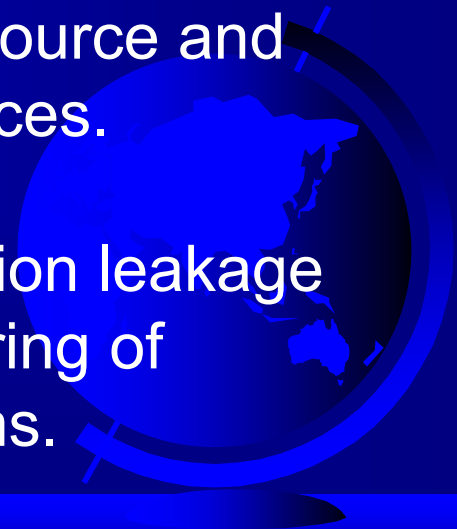 ource and
ces.
ion leakage
ring of
ns.